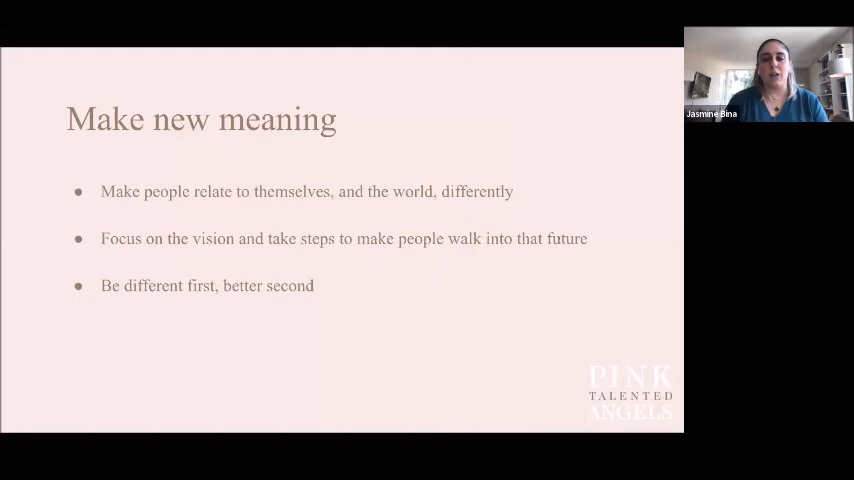 Make new meaning
● Make people relate to themselves, and the world, differently
● Focus on the vision and take steps to make people walk into that future
● Be different first, better second
PINK
TALENTED
ANGELS
Jasmine Bina